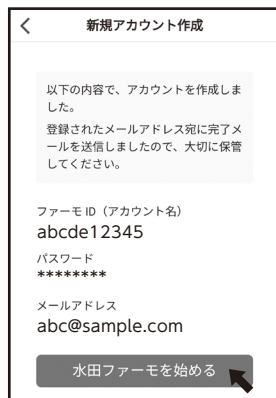 新規アカウント作成
以下の内容で、アカウントを作成しま
した。
登録されたメールアドレス宛に完了メ
ールを送信しましたので、大切に保管
してください。
ファーモ ID（アカウント名）
abcde12345
パスワード
********
メールアドレス
abc@sample.com
水田ファーモを始める